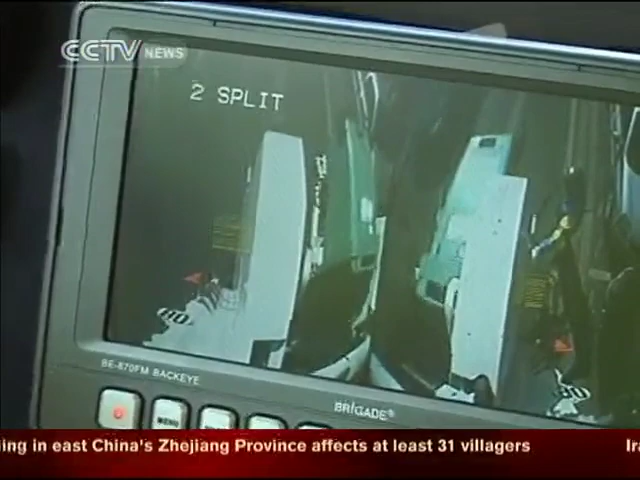 CCTV NEWS
2 SPLIT
BE-870FM BACKEYE
BRIGADE®
MENU
ing in east China's Zhejiang Province affects at least 31 villagers
Ira